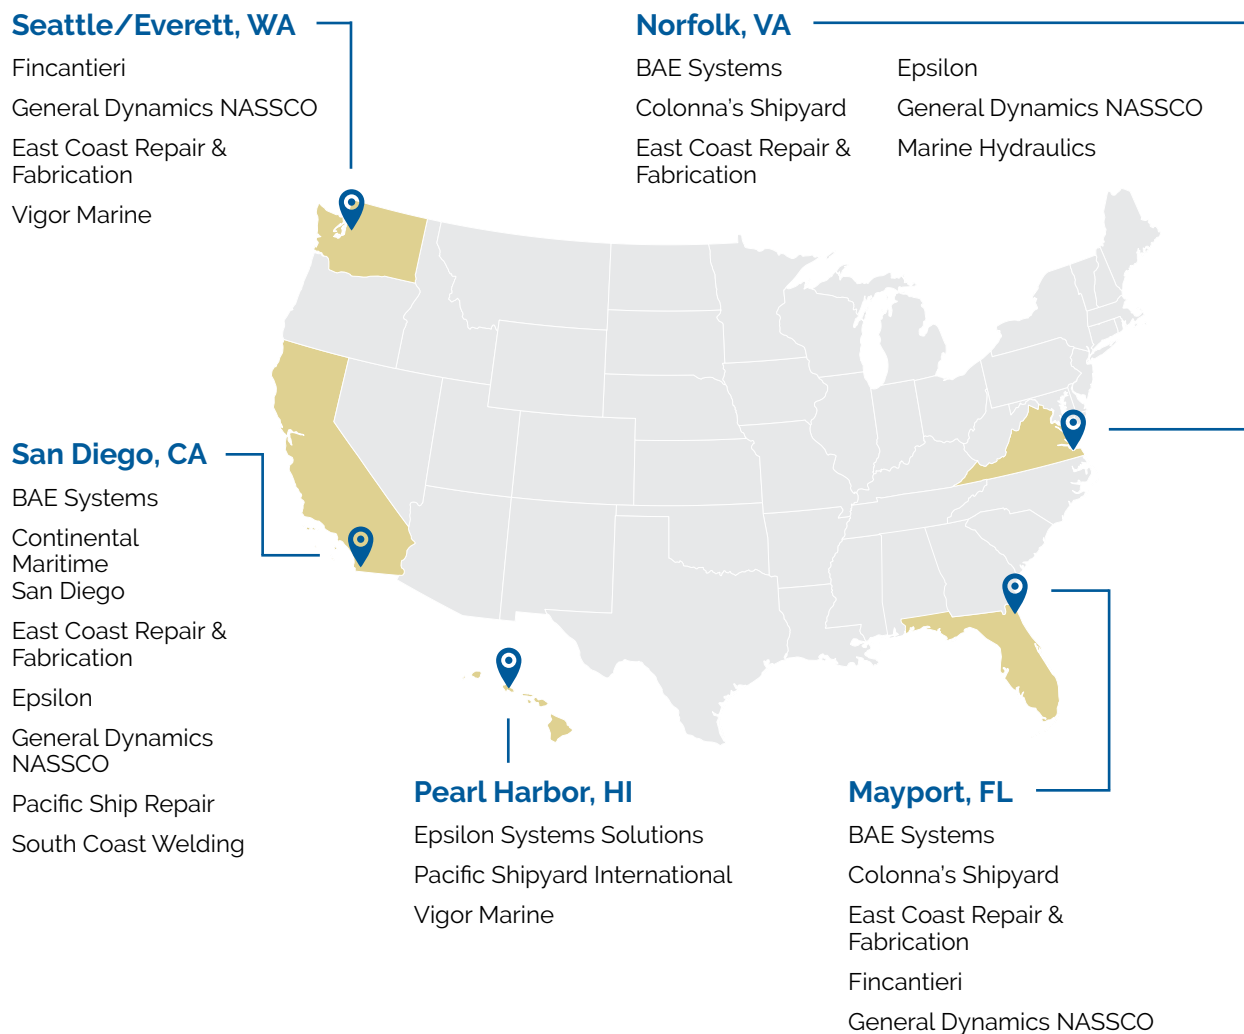 Seattle/Everett, WA
Fincantieri
General Dynamics NASSCO
East Coast Repair &
Fabrication
Vigor Marine
Norfolk, VA
BAE Systems
Colonna's Shipyard
East Coast Repair &
Fabrication
Epsilon
General Dynamics NASSCO
Marine Hydraulics
San Diego, CA
BAE Systems
Continental
Maritime
San Diego
East Coast Repair &
Fabrication
Epsilon
General Dynamics
NASSCO
Pacific Ship Repair
South Coast Welding
Pearl Harbor, HI
Epsilon Systems Solutions
Pacific Shipyard International
Vigor Marine
Mayport, FL
BAE Systems
Colonna's Shipyard
East Coast Repair &
Fabrication
Fincantieri
General Dynamics NASSCO